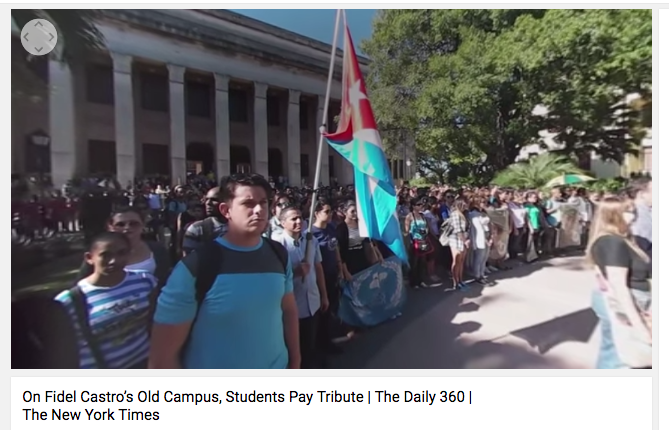 On Fidel Castro's Old Campus, Students Pay Tribute | The Daily 360 |
The New York Times